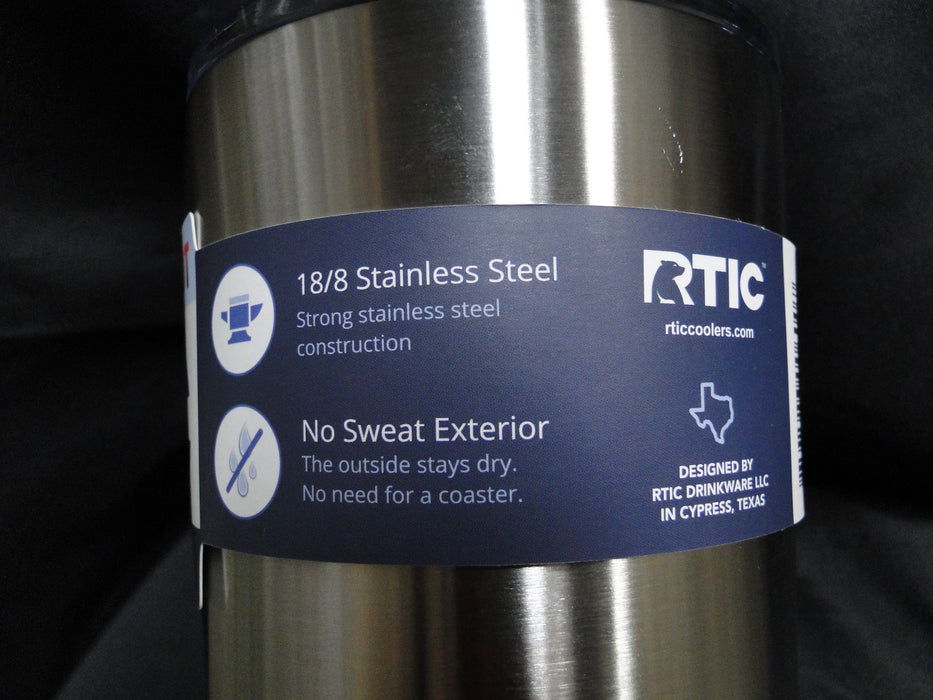 18/8 Stainless Steel
Strong stainless steel
construction
No Sweat Exterior
The outside stays dry.
No need for a coaster.
RTIC™
rticcoolers.com
DESIGNED BY
RTIC DRINKWARE LLC
IN CYPRESS, TEXAS
T